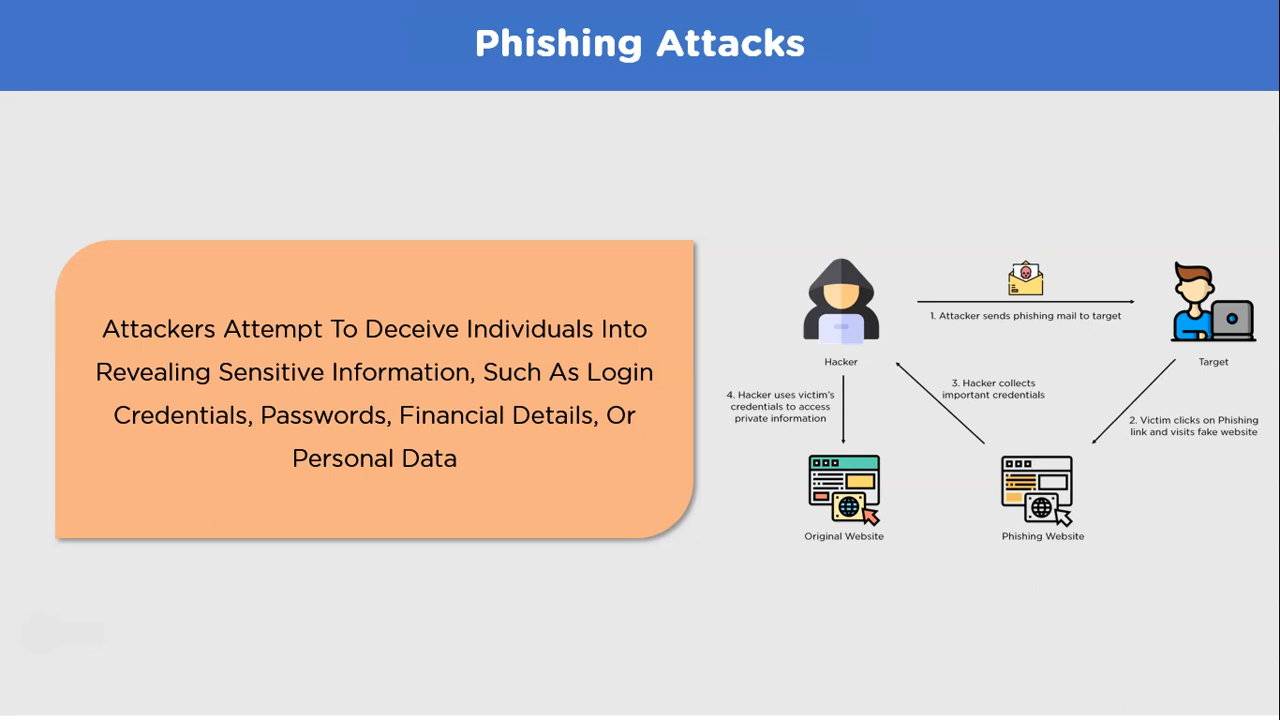 Phishing Attacks
Attackers Attempt To Deceive Individuals Into
Revealing Sensitive Information, Such As Login
Credentials, Passwords, Financial Details, Or
Personal Data
1. Attacker sends phishing mail to target
Hacker
Target
4. Hacker uses victim's
credentials to access
private information
3. Hacker collects
important credentials
2. Victim clicks on Phishing
link and visits fake website
Original Website
Phishing Website